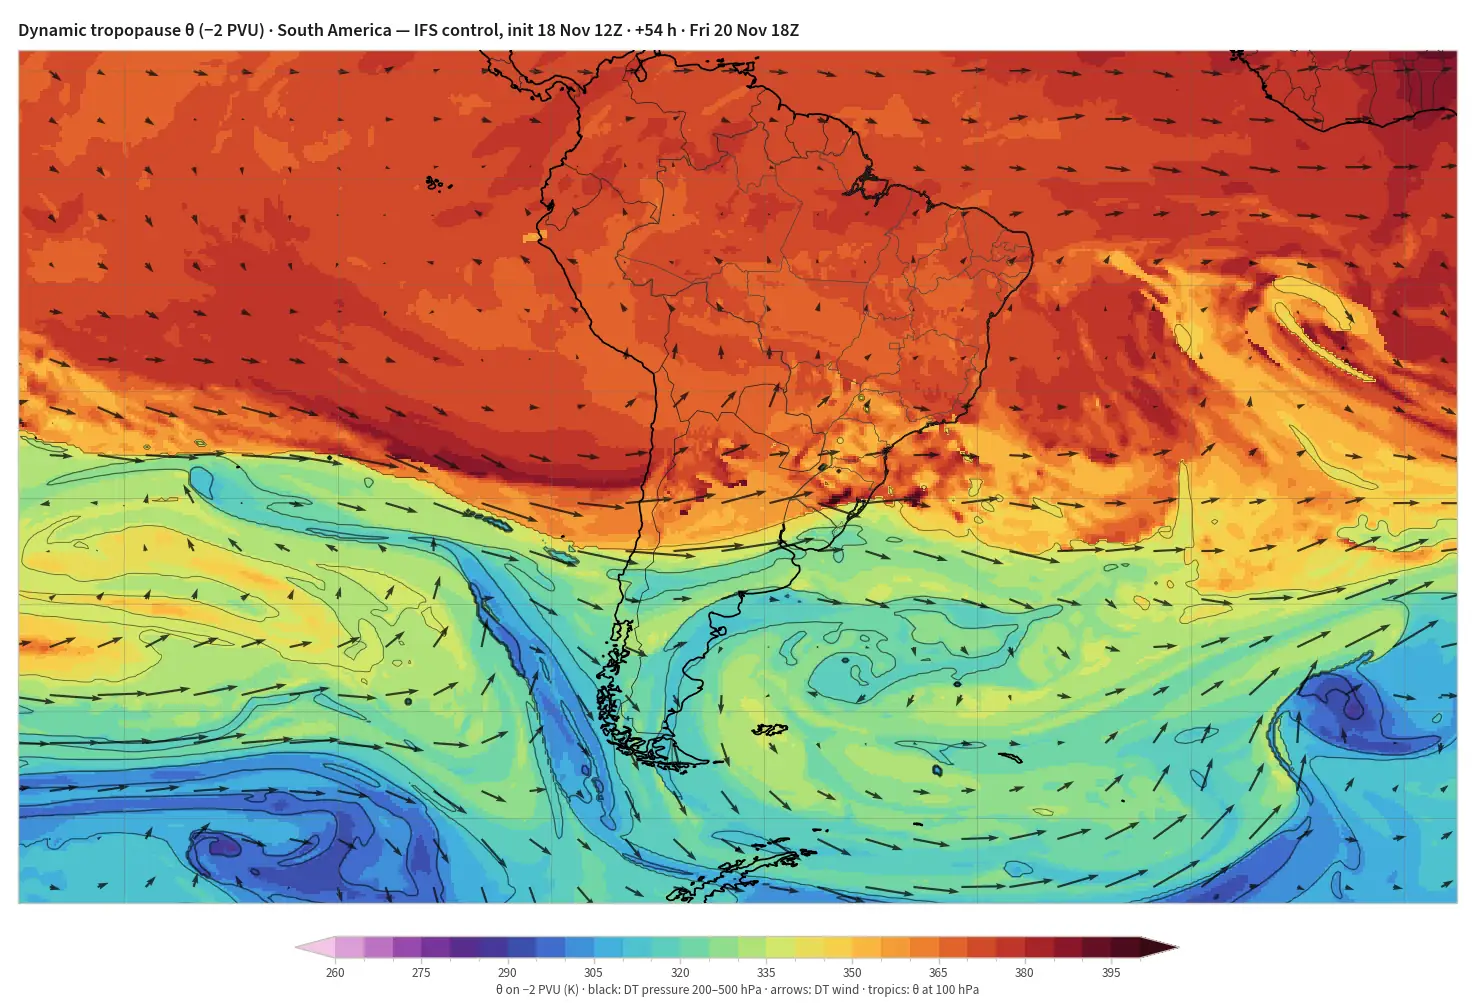 Dynamic tropopause θ (−2 PVU) · South America — IFS control, init 18 Nov 12Z · +54 h · Fri 20 Nov 18Z
260 275 290 305 320 335 350 365 380 395
θ on −2 PVU (K) · black: DT pressure 200–500 hPa · arrows: DT wind · tropics: θ at 100 hPa